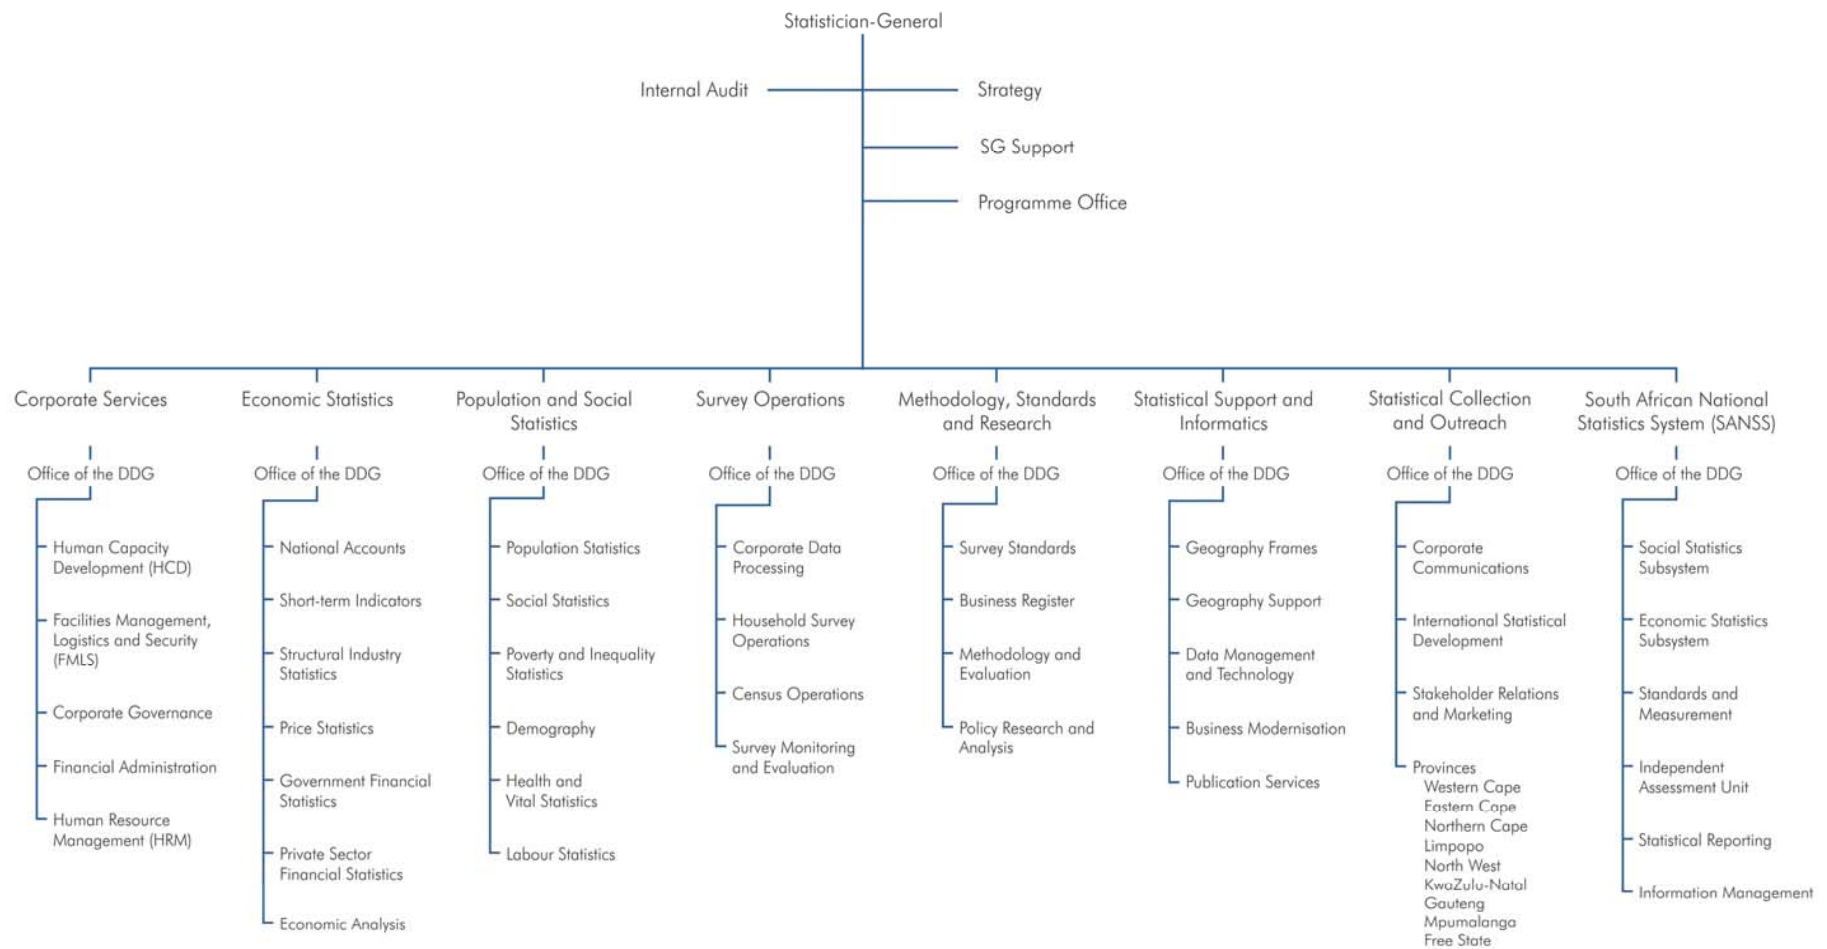 Statistician-General
Internal Audit
Strategy
SG Support
Programme Office
Corporate Services
Office of the DDG
Human Capacity
Development (HCD)
Facilities Management,
Logistics and Security
(FMLS)
Corporate Governance
Financial Administration
Human Resource
Management (HRM)
Economic Statistics
Office of the DDG
National Accounts
Short-term Indicators
Structural Industry
Statistics
Price Statistics
Government Financial
Statistics
Private Sector
Financial Statistics
Economic Analysis
Population and Social
Statistics
Office of the DDG
Population Statistics
Social Statistics
Poverty and Inequality
Statistics
Demography
Health and
Vital Statistics
Labour Statistics
Survey Operations
Office of the DDG
Corporate Data
Processing
Household Survey
Operations
Census Operations
Survey Monitoring
and Evaluation
Methodology, Standards
and Research
Office of the DDG
Survey Standards
Business Register
Methodology and
Evaluation
Policy Research and
Analysis
Statistical Support and
Informatics
Office of the DDG
Geography Frames
Geography Support
Data Management
and Technology
Business Modernisation
Publication Services
Statistical Collection
and Outreach
Office of the DDG
Corporate
Communications
International Statistical
Development
Stakeholder Relations
and Marketing
Provinces
Western Cape
Eastern Cape
Northern Cape
Limpopo
North West
KwaZulu-Natal
Gauteng
Mpumalanga
Free State
South African National
Statistics System (SANSS)
Office of the DDG
Social Statistics
Subsystem
Economic Statistics
Subsystem
Standards and
Measurement
Independent
Assessment Unit
Statistical Reporting
Information Management